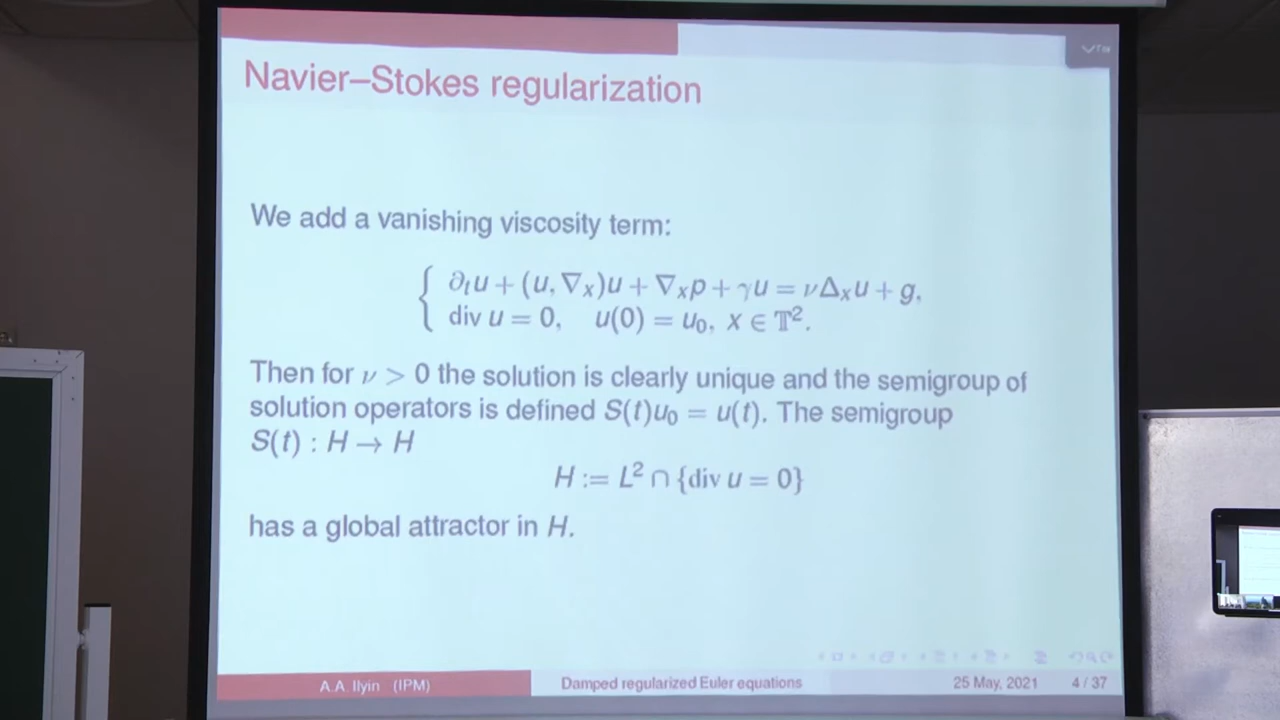 Navier–Stokes regularization
We add a vanishing viscosity term:
∂ₜu + (u, ∇ₓ)u + ∇ₓp + γu = νΔₓu + g,
div u = 0, u(0) = u₀, x ∈ 𝕋².
Then for ν > 0 the solution is clearly unique and the semigroup of
solution operators is defined S(t)u₀ = u(t). The semigroup
S(t) : H → H
H := L² ∩ {div u = 0}
has a global attractor in H.
A.A. Ilyin (IPM) Damped regularized Euler equations 25 May, 2021 4 / 37